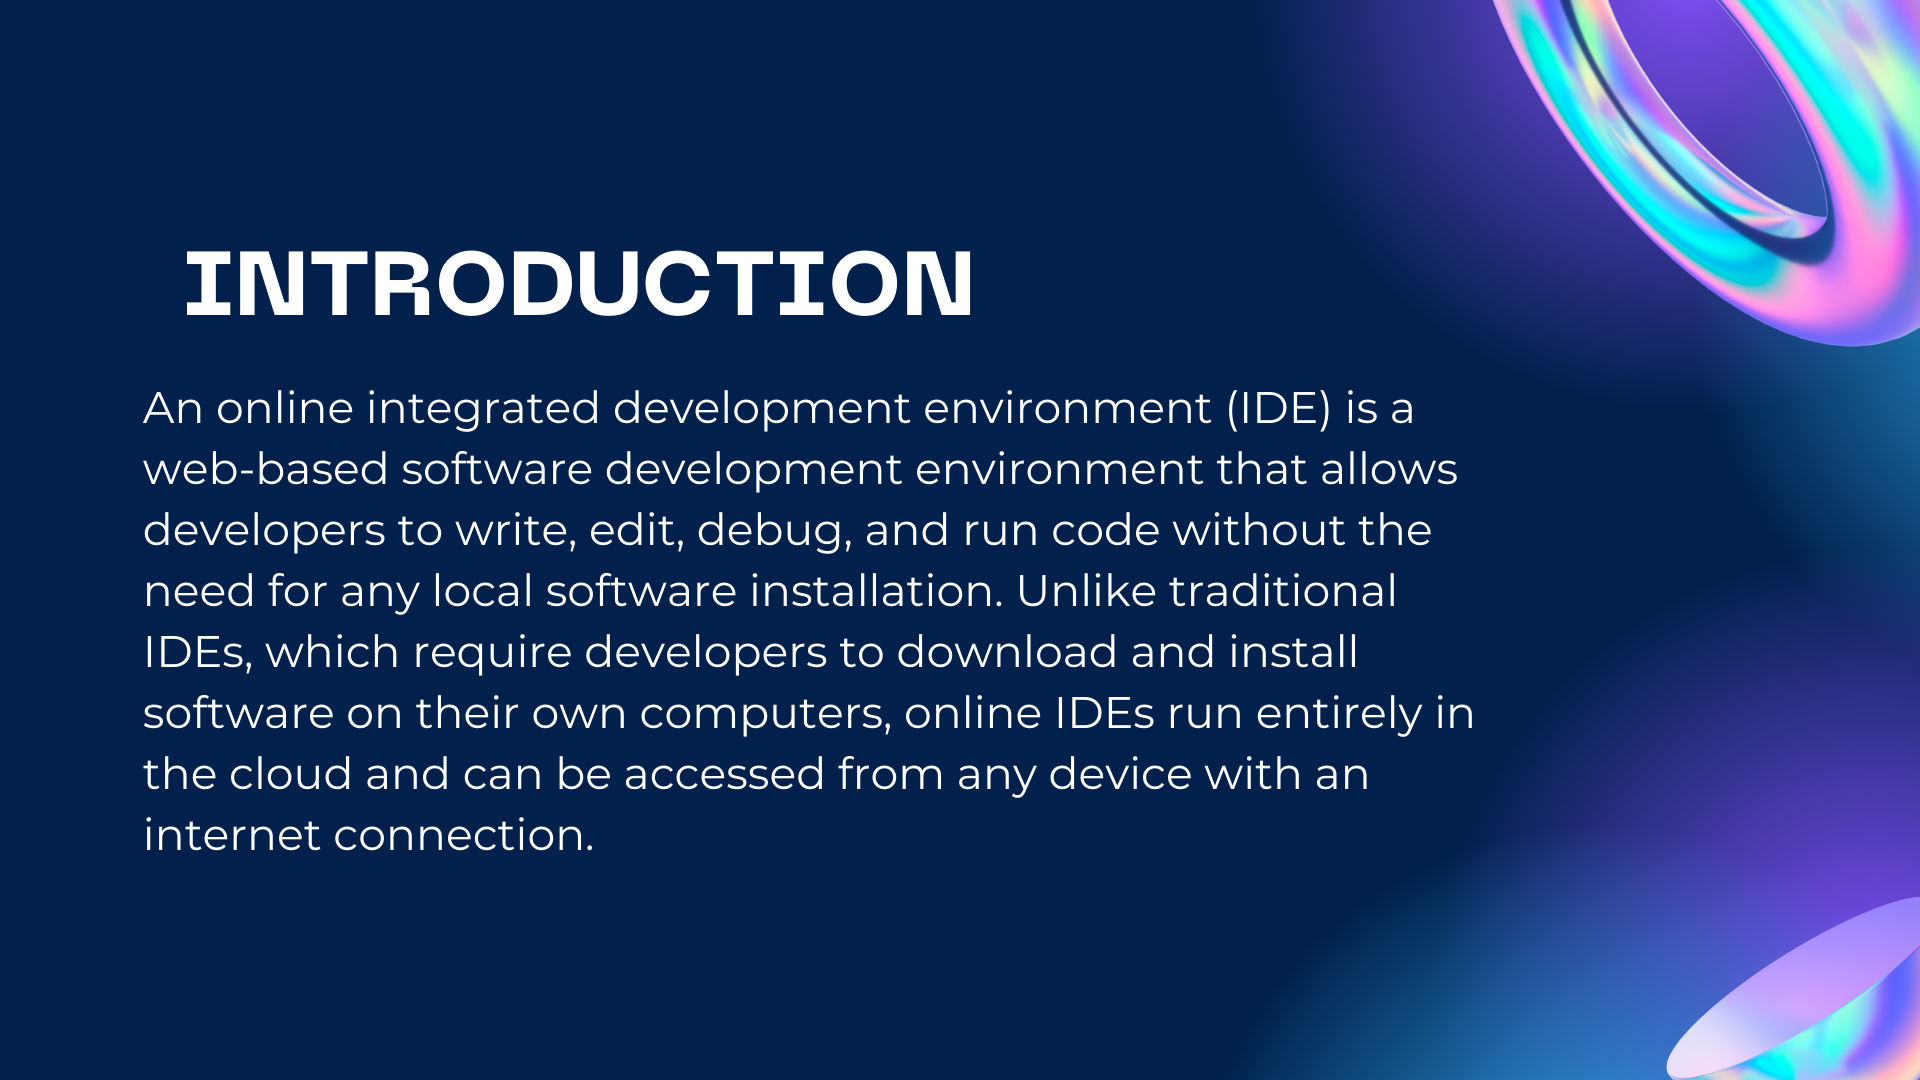 INTRODUCTION
An online integrated development environment (IDE) is a
web-based software development environment that allows
developers to write, edit, debug, and run code without the
need for any local software installation. Unlike traditional
IDEs, which require developers to download and install
software on their own computers, online IDEs run entirely in
the cloud and can be accessed from any device with an
internet connection.